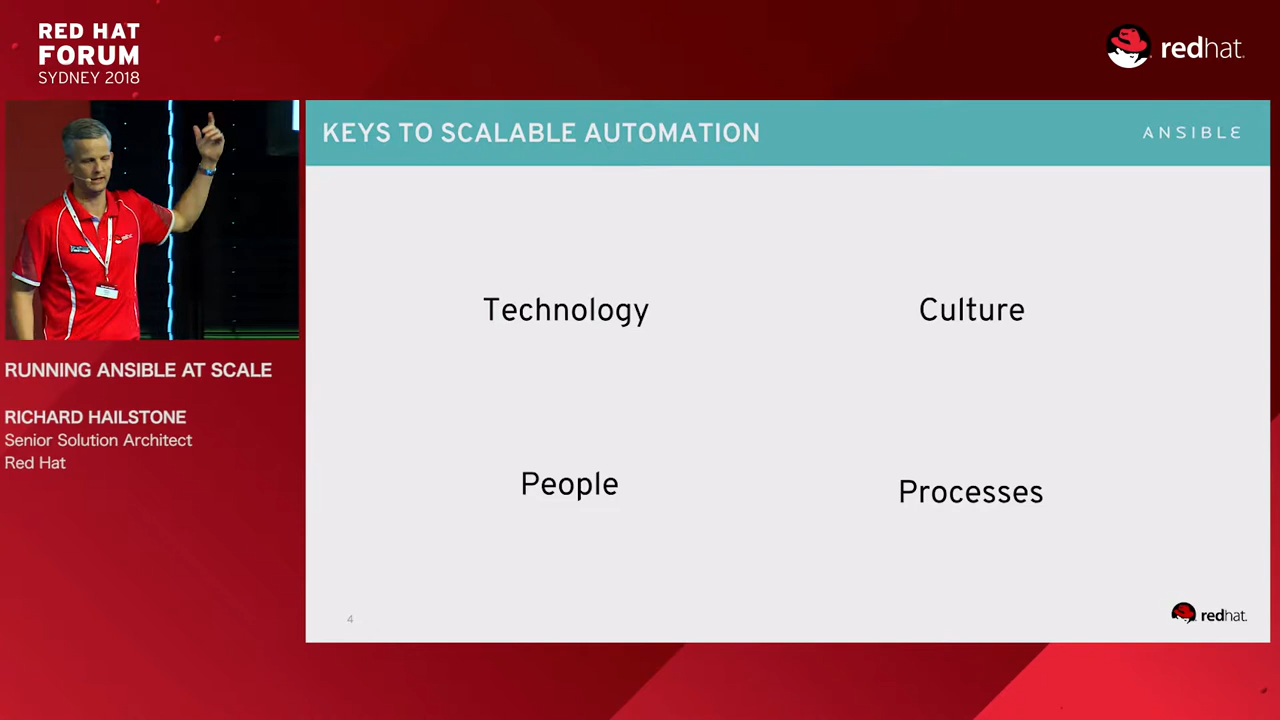 RED HAT
FORUM
SYDNEY 2018
redhat.
KEYS TO SCALABLE AUTOMATION
ANSIBLE
Technology
Culture
People
Processes
4
redhat.
RUNNING ANSIBLE AT SCALE
RICHARD HAILSTONE
Senior Solution Architect
Red Hat